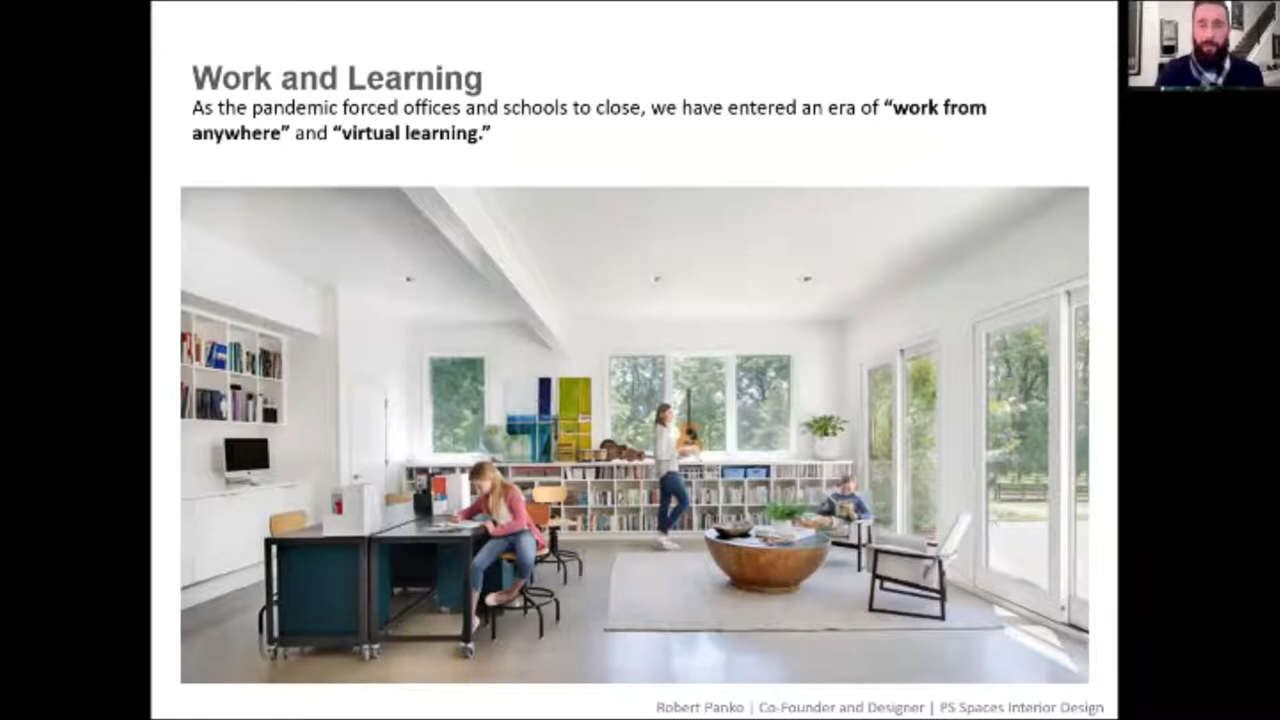 Work and Learning
As the pandemic forced offices and schools to close, we have entered an era of “work from
anywhere” and “virtual learning.”
Robert Panko | Co-Founder and Designer | PS Spaces Interior Design